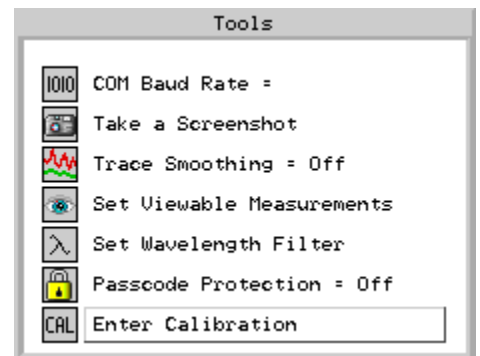 Tools
1010 COM Baud Rate =
Take a Screenshot
Trace Smoothing = Off
Set Viewable Measurements
λ Set Wavelength Filter
Passcode Protection = Off
CAL Enter Calibration